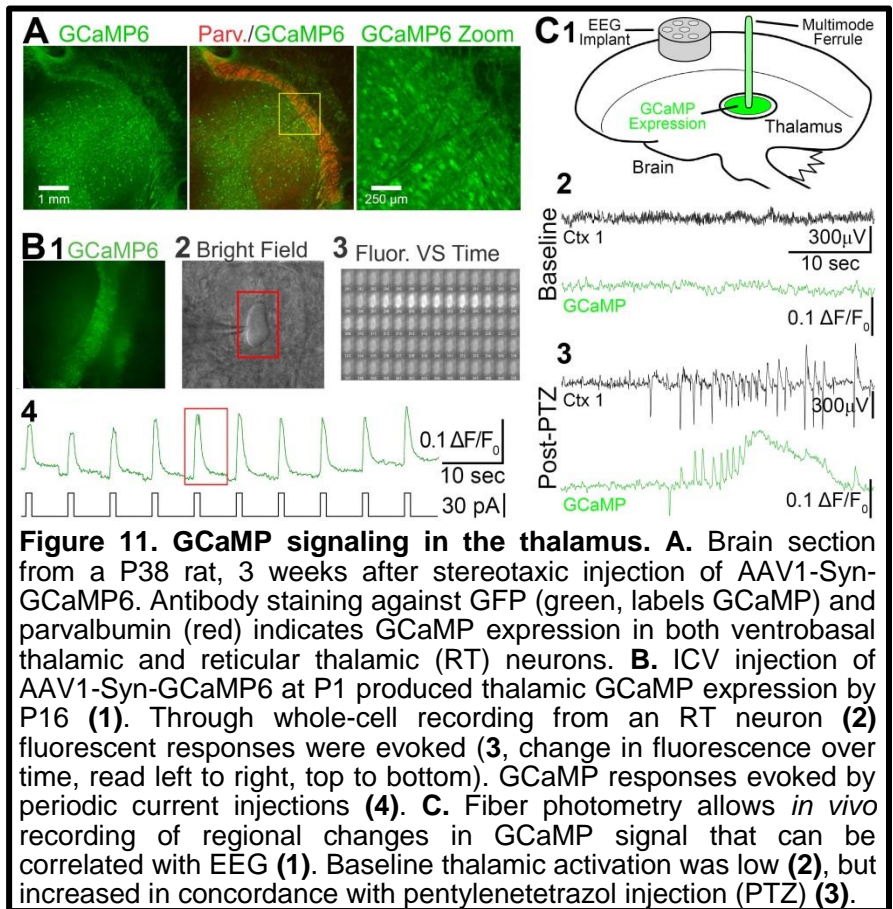 A
GCaMP6
Parv./GCaMP6
GCaMP6 Zoom
1 mm
250 µm
B1 GCaMP6
2 Bright Field
3 Fluor. VS Time
4
0.1 ΔF/F0
10 sec
30 pA
C1
EEG Implant
Multimode Ferrule
GCaMP Expression
Thalamus
Brain
2
Baseline
Ctx 1
300µV
10 sec
GCaMP
0.1 ΔF/F0
3
Post-PTZ
Ctx 1
300µV
GCaMP
0.1 ΔF/F0
Figure 11. GCaMP signaling in the thalamus. A. Brain section
from a P38 rat, 3 weeks after stereotaxic injection of AAV1-Syn-
GCaMP6. Antibody staining against GFP (green, labels GCaMP) and
parvalbumin (red) indicates GCaMP expression in both ventrobasal
thalamic and reticular thalamic (RT) neurons. B. ICV injection of
AAV1-Syn-GCaMP6 at P1 produced thalamic GCaMP expression by
P16 (1). Through whole-cell recording from an RT neuron (2)
fluorescent responses were evoked (3, change in fluorescence over
time, read left to right, top to bottom). GCaMP responses evoked by
periodic current injections (4). C. Fiber photometry allows in vivo
recording of regional changes in GCaMP signal that can be
correlated with EEG (1). Baseline thalamic activation was low (2), but
increased in concordance with pentylenetetrazol injection (PTZ) (3).